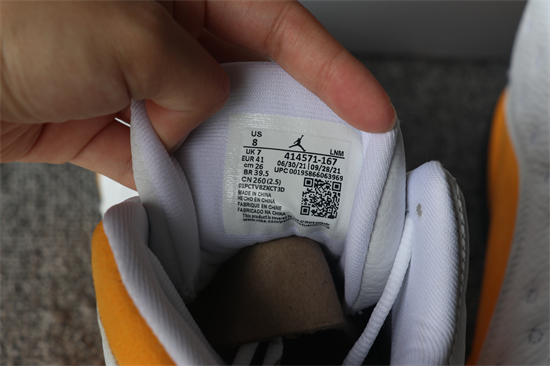 US
8
UK 7
EUR 41
cm 26
BR 39.5
CN 260 (2.5)
LNM
414571-167
06/30/21 | 09/28/21
UPC 00195866063969
MADE IN CHINA
HECHO EN CHINA
FABRIQUE EN CHINE
FABRICADO NA CHINA